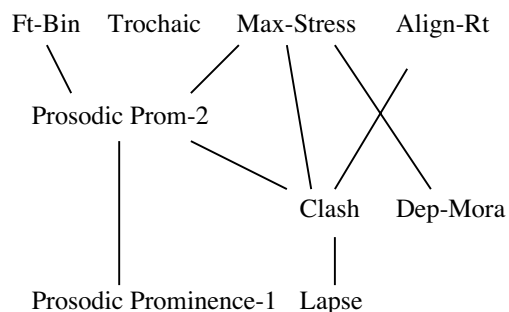 Ft-Bin Trochaic Max-Stress Align-Rt
Prosodic Prom-2
Clash Dep-Mora
Prosodic Prominence-1 Lapse